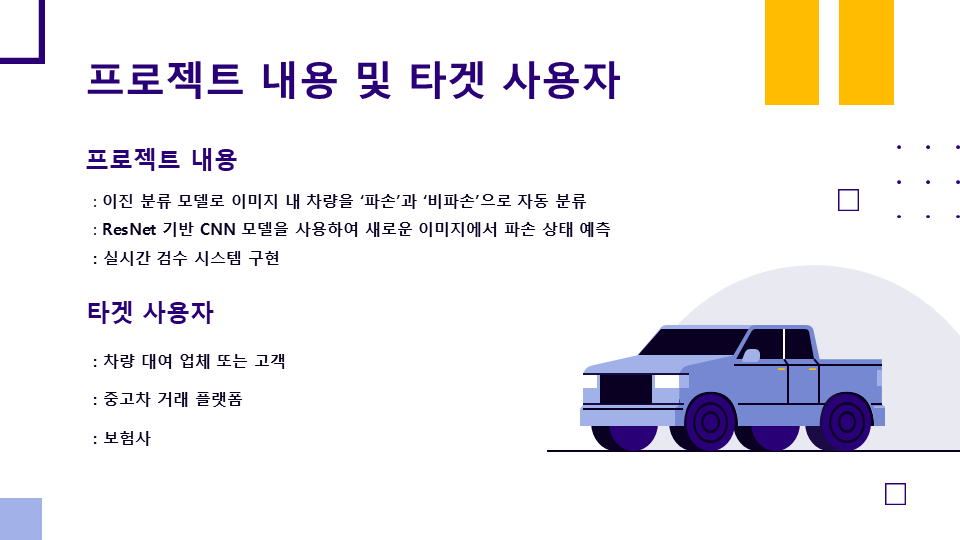 프로젝트 내용 및 타겟 사용자
프로젝트 내용
: 이진 분류 모델로 이미지 내 차량을 ‘파손’과 ‘비파손’으로 자동 분류
: ResNet 기반 CNN 모델을 사용하여 새로운 이미지에서 파손 상태 예측
: 실시간 검수 시스템 구현
타겟 사용자
: 차량 대여 업체 또는 고객
: 중고차 거래 플랫폼
: 보험사